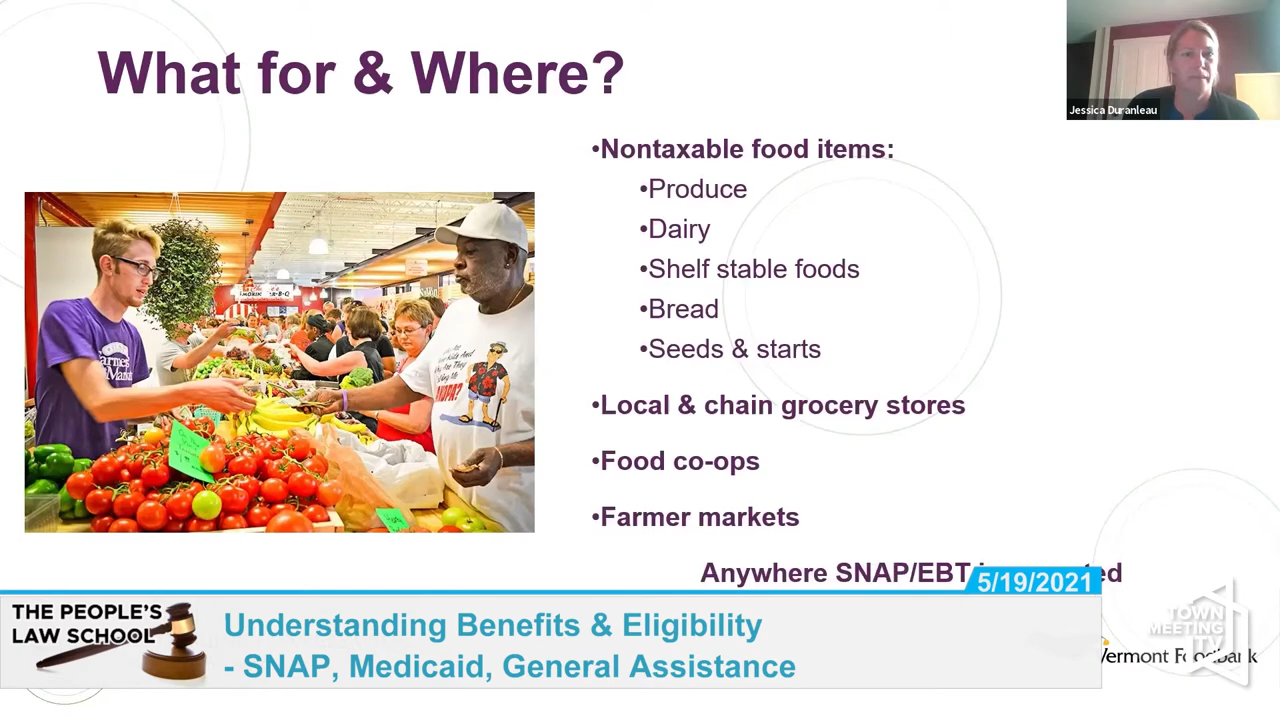 What for & Where?
Jessica Duranleau
•Nontaxable food items:
•Produce
•Dairy
•Shelf stable foods
•Bread
•Seeds & starts
•Local & chain grocery stores
•Food co-ops
•Farmer markets
Anywhere SNAP/EBT
5/19/2021
THE PEOPLE'S
LAW SCHOOL
Understanding Benefits & Eligibility
- SNAP, Medicaid, General Assistance
TOWN
MEETING
TV
Vermont Foodbank